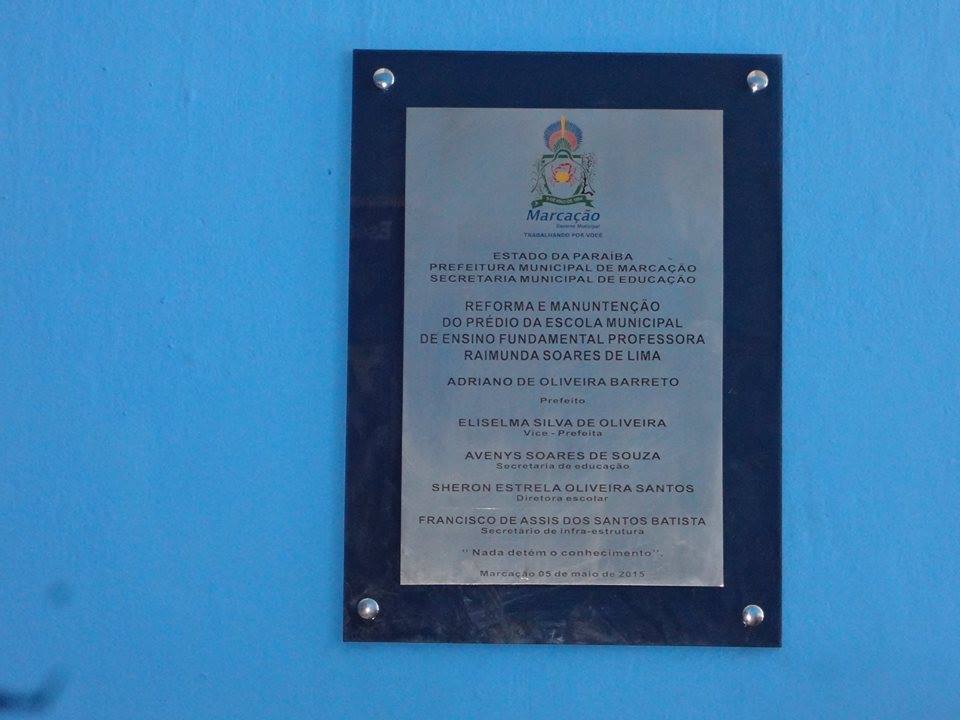 Marcação
Governo Municipal
TRABALHANDO POR VOCÊ
ESTADO DA PARAÍBA
PREFEITURA MUNICIPAL DE MARCAÇÃO
SECRETARIA MUNICIPAL DE EDUCAÇÃO
REFORMA E MANUNTENÇÃO
DO PRÉDIO DA ESCOLA MUNICIPAL
DE ENSINO FUNDAMENTAL PROFESSORA
RAIMUNDA SOARES DE LIMA
ADRIANO DE OLIVEIRA BARRETO
Prefeito
ELISELMA SILVA DE OLIVEIRA
Vice - Prefeita
AVENYS SOARES DE SOUZA
Secretaria de educação
SHERON ESTRELA OLIVEIRA SANTOS
Diretora escolar
FRANCISCO DE ASSIS DOS SANTOS BATISTA
Secretário de infra-estrutura
"Nada detém o conhecimento".
Marcação 05 de maio de 2015